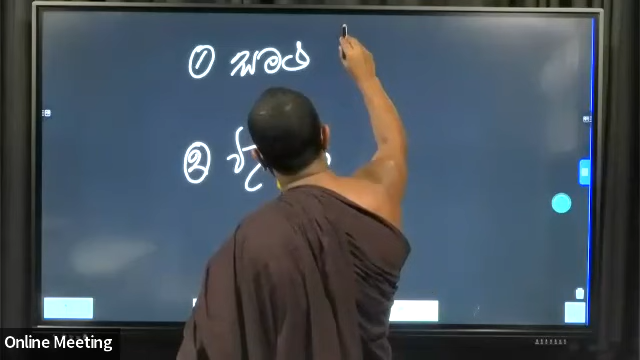 ① සමථ
②
Online Meeting